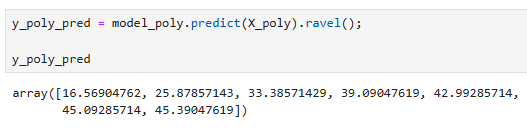 y_poly_pred = model_poly.predict(X_poly).ravel();
y_poly_pred
array([16.56904762, 25.87857143, 33.38571429, 39.09047619, 42.99285714,
45.09285714, 45.39047619])